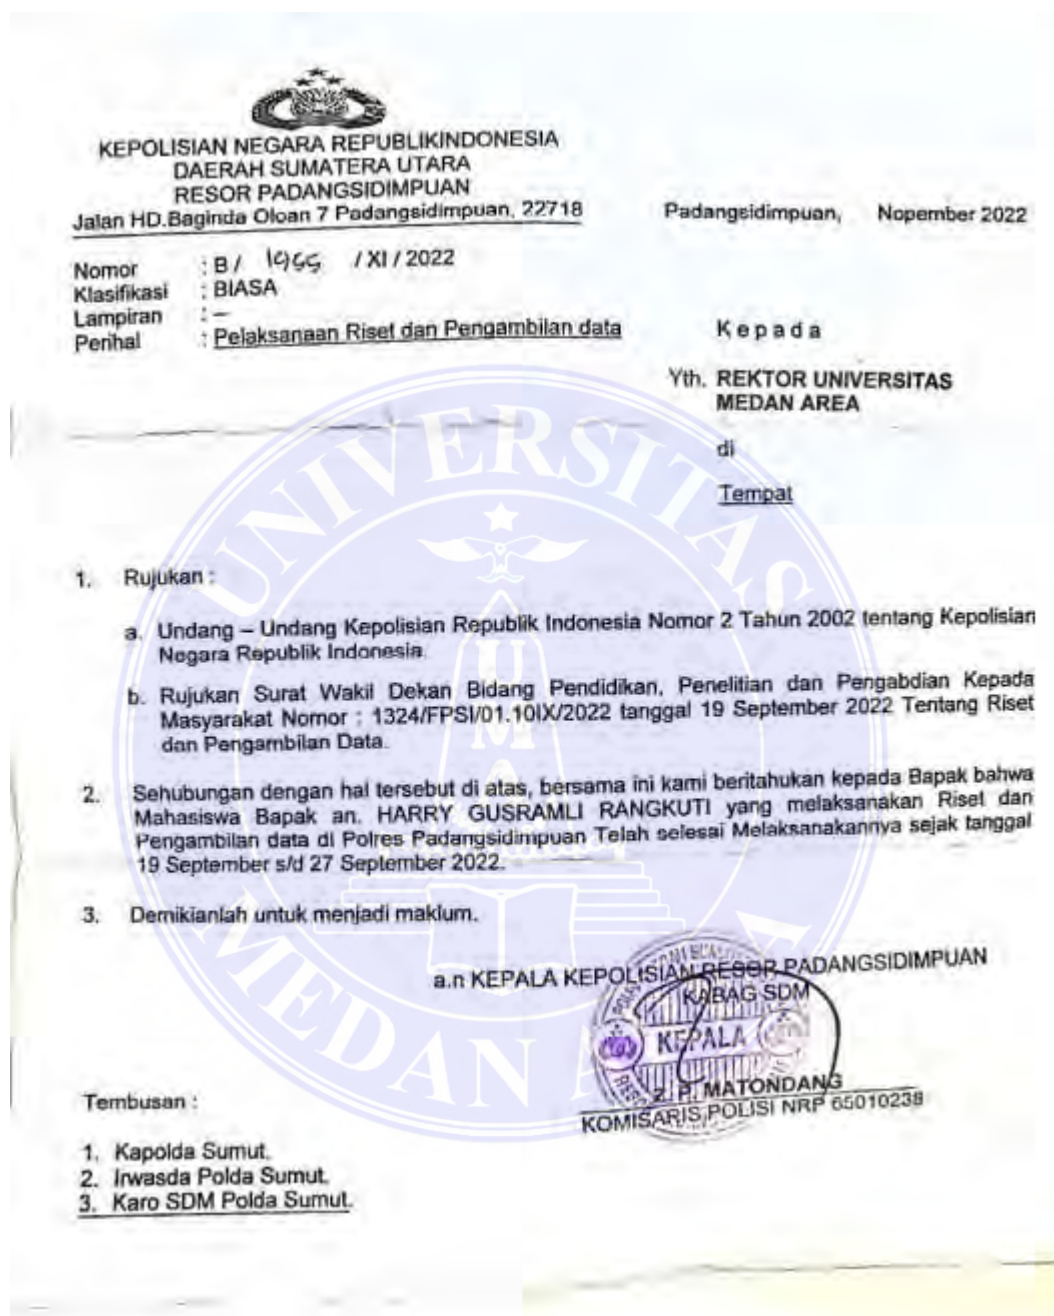 KEPOLISIAN NEGARA REPUBLIKINDONESIA
DAERAH SUMATERA UTARA
RESOR PADANGSIDIMPUAN
Jalan HD.Baginda Oloan 7 Padangsidimpuan, 22718
Padangsidimpuan, Nopember 2022
Nomor : B / / XI / 2022
Klasifikasi : BIASA
Lampiran : –
Perihal : Pelaksanaan Riset dan Pengambilan data
Kepada
Yth. REKTOR UNIVERSITAS
MEDAN AREA
di
Tempat
1. Rujukan :
a. Undang – Undang Kepolisian Republik Indonesia Nomor 2 Tahun 2002 tentang Kepolisian
Negara Republik Indonesia.
b. Rujukan Surat Wakil Dekan Bidang Pendidikan, Penelitian dan Pengabdian Kepada
Masyarakat Nomor : 1324/FPSI/01.10IX/2022 tanggal 19 September 2022 Tentang Riset
dan Pengambilan Data.
2. Sehubungan dengan hal tersebut di atas, bersama ini kami beritahukan kepada Bapak bahwa
Mahasiswa Bapak an. HARRY GUSRAMLI RANGKUTI yang melaksanakan Riset dan
Pengambilan data di Polres Padangsidimpuan Telah selesai Melaksanakannya sejak tanggal
19 September s/d 27 September 2022.
3. Demikianlah untuk menjadi maklum.
a.n KEPALA KEPOLISIAN RESOR PADANGSIDIMPUAN
KABAG SDM
KEPALA
Z. P. MATONDANG
KOMISARIS POLISI NRP 65010238
Tembusan :
1. Kapolda Sumut.
2. Irwasda Polda Sumut.
3. Karo SDM Polda Sumut.
UNIVERSITAS
MEDAN AREA
UMA